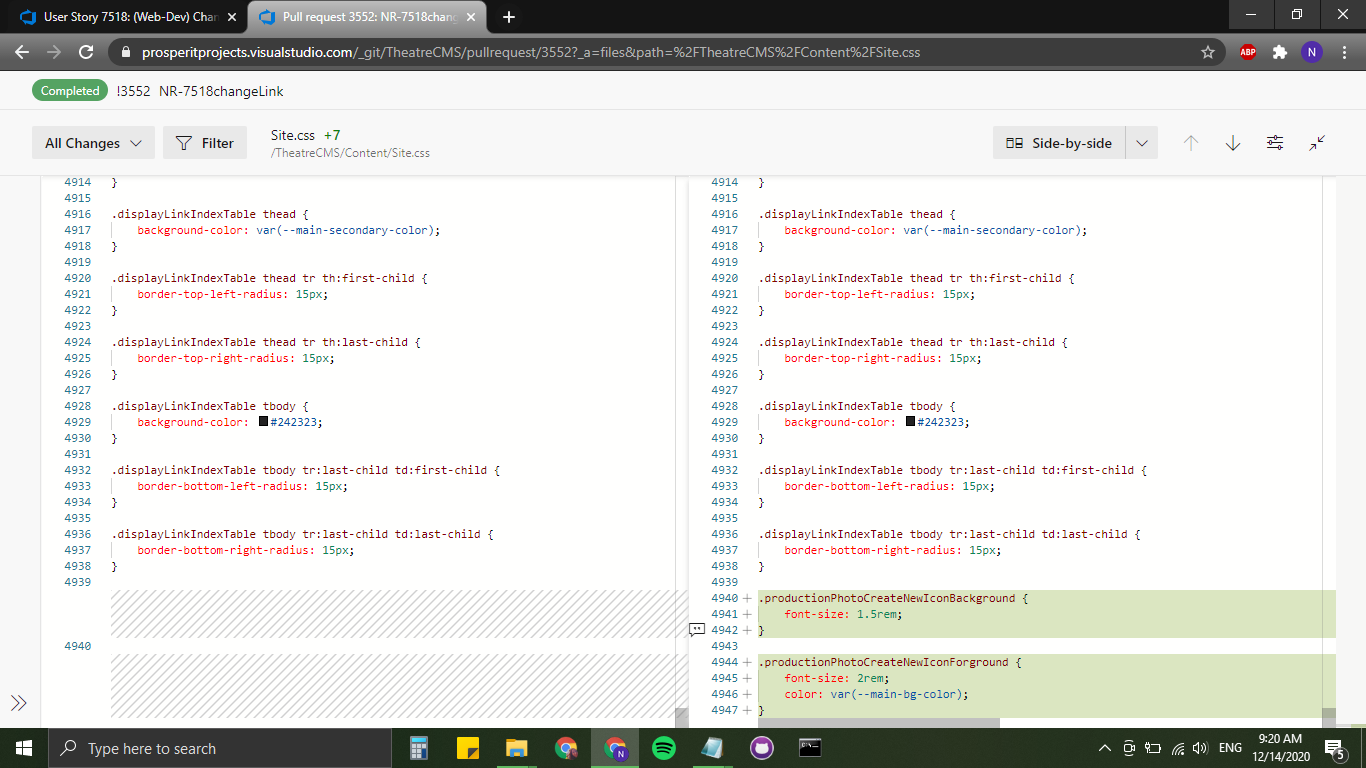 User Story 7518: (Web-Dev) Chan
Pull request 3552: NR-7518chang
prosperitprojects.visualstudio.com/_git/TheatreCMS/pullrequest/3552?_a=files&path=%2FTheatreCMS%2FContent%2FSite.css
ABP
N
Completed !3552 NR-7518changeLink
All Changes
Filter
Site.css +7
/TheatreCMS/Content/Site.css
Side-by-side
4914 }
4915
4916 .displayLinkIndexTable thead {
4917 background-color: var(--main-secondary-color);
4918 }
4919
4920 .displayLinkIndexTable thead tr th:first-child {
4921 border-top-left-radius: 15px;
4922 }
4923
4924 .displayLinkIndexTable thead tr th:last-child {
4925 border-top-right-radius: 15px;
4926 }
4927
4928 .displayLinkIndexTable tbody {
4929 background-color: #242323;
4930 }
4931
4932 .displayLinkIndexTable tbody tr:last-child td:first-child {
4933 border-bottom-left-radius: 15px;
4934 }
4935
4936 .displayLinkIndexTable tbody tr:last-child td:last-child {
4937 border-bottom-right-radius: 15px;
4938 }
4939
4940
4914 }
4915
4916 .displayLinkIndexTable thead {
4917 background-color: var(--main-secondary-color);
4918 }
4919
4920 .displayLinkIndexTable thead tr th:first-child {
4921 border-top-left-radius: 15px;
4922 }
4923
4924 .displayLinkIndexTable thead tr th:last-child {
4925 border-top-right-radius: 15px;
4926 }
4927
4928 .displayLinkIndexTable tbody {
4929 background-color: #242323;
4930 }
4931
4932 .displayLinkIndexTable tbody tr:last-child td:first-child {
4933 border-bottom-left-radius: 15px;
4934 }
4935
4936 .displayLinkIndexTable tbody tr:last-child td:last-child {
4937 border-bottom-right-radius: 15px;
4938 }
4939
4940 + .productionPhotoCreateNewIconBackground {
4941 + font-size: 1.5rem;
4942 + }
4943
4944 + .productionPhotoCreateNewIconForground {
4945 + font-size: 2rem;
4946 + color: var(--main-bg-color);
4947 + }
Type here to search
N
ENG
9:20 AM
12/14/2020
5